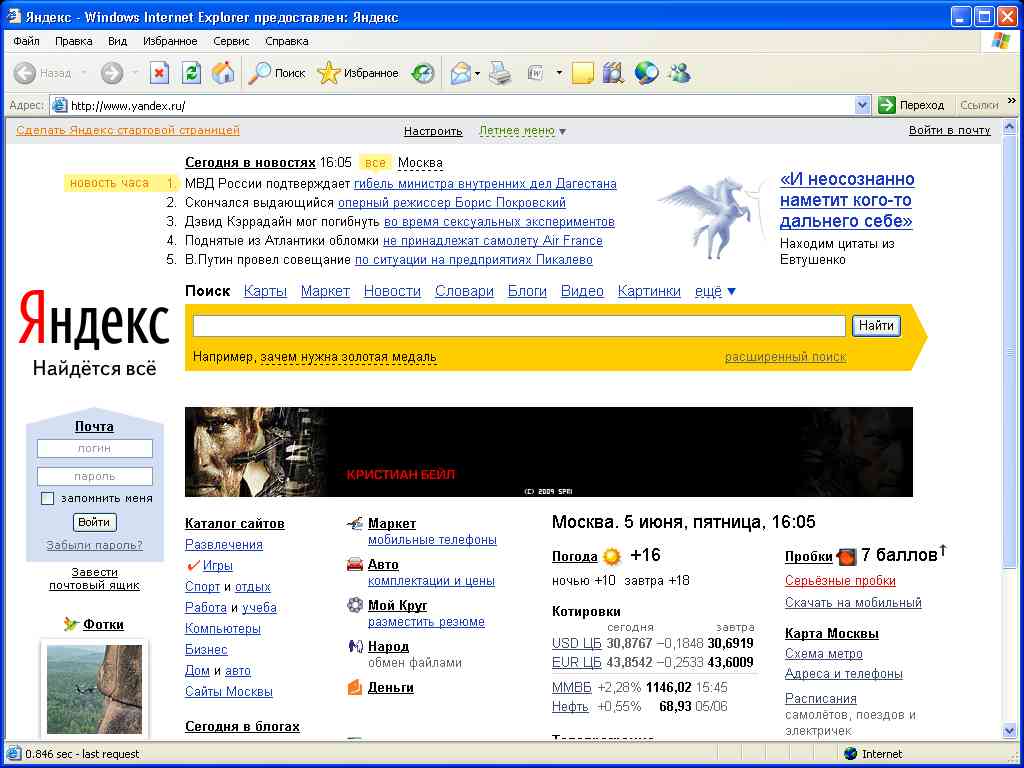 Яндекс - Windows Internet Explorer предоставлен: Яндекс
Файл Правка Вид Избранное Сервис Справка
Назад Поиск Избранное
Адрес: http://www.yandex.ru/ Переход Ссылки »
Сделать Яндекс стартовой страницей Настроить Летнее меню ▼ Войти в почту
Сегодня в новостях 16:05 все Москва
новость часа 1. МВД России подтверждает гибель министра внутренних дел Дагестана
2. Скончался выдающийся оперный режиссер Борис Покровский
3. Дэвид Кэррадайн мог погибнуть во время сексуальных экспериментов
4. Поднятые из Атлантики обломки не принадлежат самолету Air France
5. В.Путин провел совещание по ситуации на предприятиях Пикалево
«И неосознанно
наметит кого-то
дальнего себе»
Находим цитаты из
Евтушенко
Яндекс
Найдётся всё
Поиск Карты Маркет Новости Словари Блоги Видео Картинки ещё ▼
Найти
Например, зачем нужна золотая медаль расширенный поиск
Почта
логин
пароль
запомнить меня
Войти
Забыли пароль?
Завести
почтовый ящик
Фотки
КРИСТИАН БЕЙЛ
(C) 2009 SPRI
Каталог сайтов
Развлечения
Игры
Спорт и отдых
Работа и учеба
Компьютеры
Бизнес
Дом и авто
Сайты Москвы
Сегодня в блогах
Маркет
мобильные телефоны
Авто
комплектации и цены
Мой Круг
разместить резюме
Народ
обмен файлами
Деньги
Москва. 5 июня, пятница, 16:05
Погода +16
ночью +10 завтра +18
Котировки
сегодня завтра
USD ЦБ 30,8767 −0,1848 30,6919
EUR ЦБ 43,8542 −0,2533 43,6009
ММВБ +2,28% 1146,02 15:45
Нефть +0,55% 68,93 05/06
Пробки 7 баллов↑
Серьёзные пробки
Скачать на мобильный
Карта Москвы
Схема метро
Адреса и телефоны
Расписания
самолётов, поездов и
электричек
0.846 sec - last request Internet